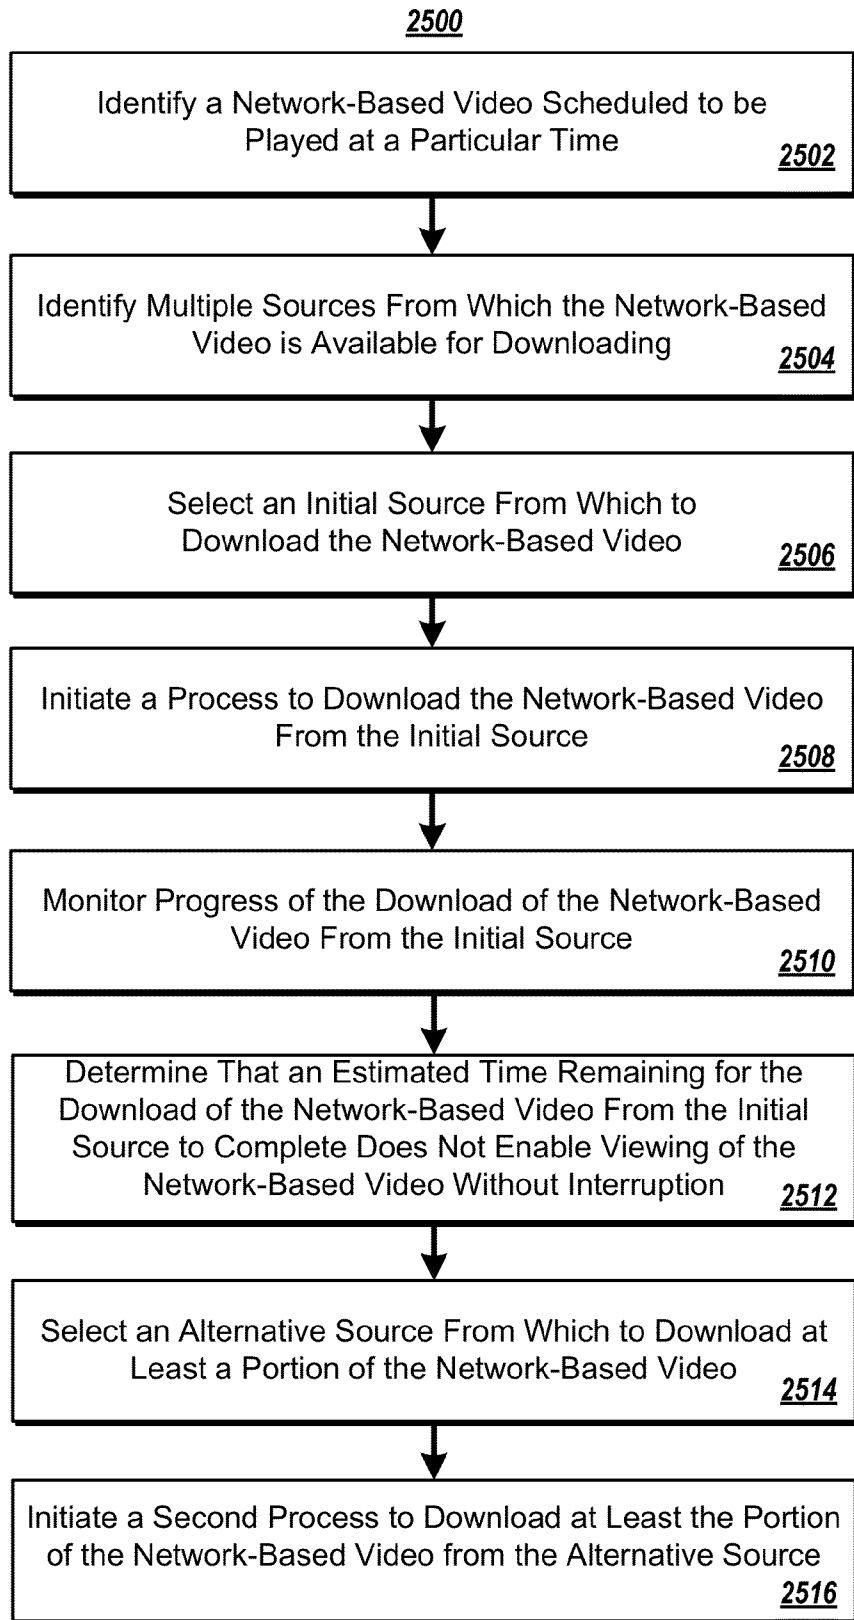 2500
Identify a Network-Based Video Scheduled to be
Played at a Particular Time
2502
Identify Multiple Sources From Which the Network-Based
Video is Available for Downloading
2504
Select an Initial Source From Which to
Download the Network-Based Video
2506
Initiate a Process to Download the Network-Based Video
From the Initial Source
2508
Monitor Progress of the Download of the Network-Based
Video From the Initial Source
2510
Determine That an Estimated Time Remaining for the
Download of the Network-Based Video From the Initial
Source to Complete Does Not Enable Viewing of the
Network-Based Video Without Interruption
2512
Select an Alternative Source From Which to Download at
Least a Portion of the Network-Based Video
2514
Initiate a Second Process to Download at Least the Portion
of the Network-Based Video from the Alternative Source
2516